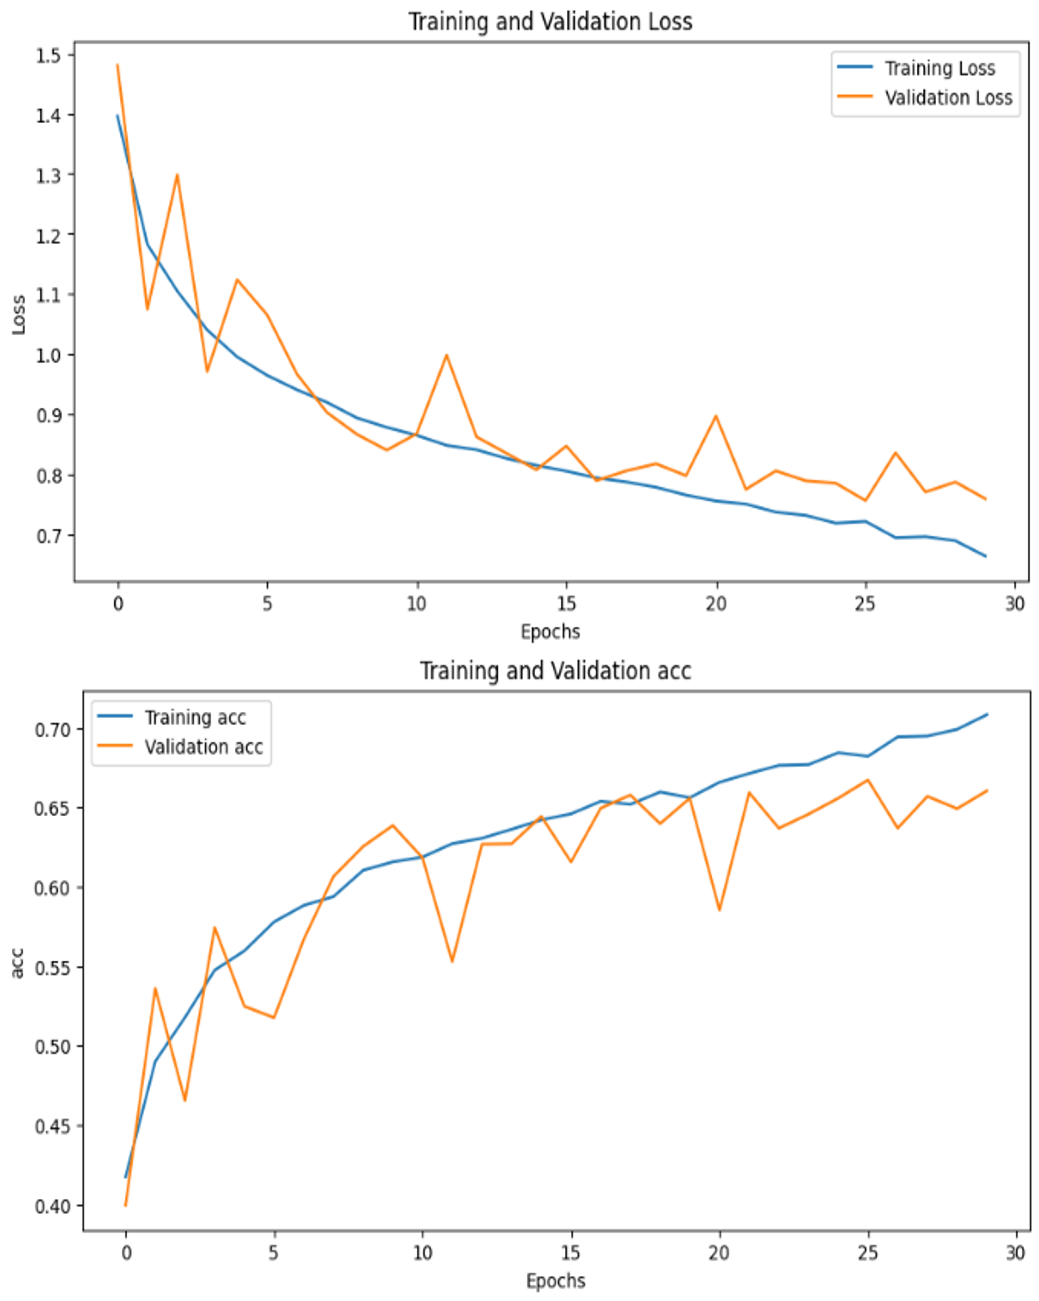 Training and Validation Loss
1.5
1.4
1.3
1.2
1.1
1.0
0.9
0.8
0.7
Loss
Training Loss
Validation Loss
0 5 10 15 20 25 30
Epochs
Training and Validation acc
0.70
0.65
0.60
0.55
0.50
0.45
0.40
acc
Training acc
Validation acc
0 5 10 15 20 25 30
Epochs